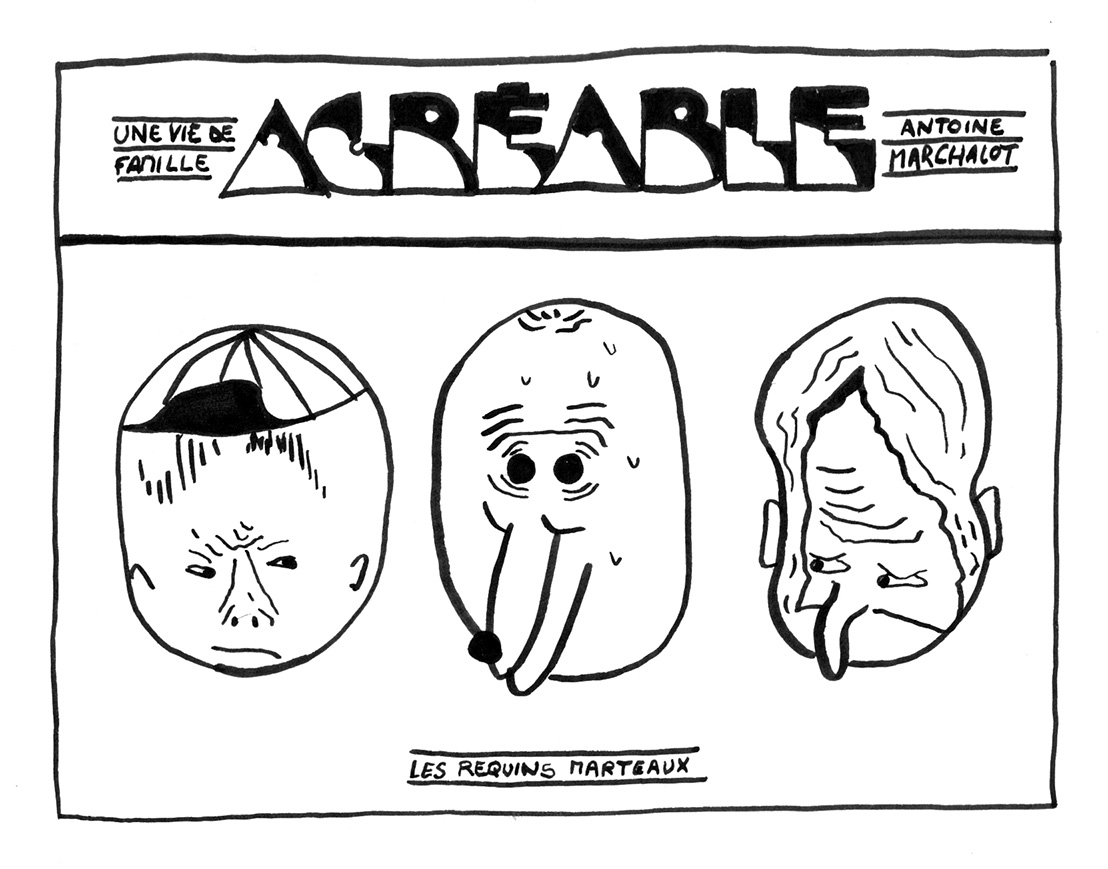 UNE VIE DE
FAMILLE
AGRÉABLE
ANTOINE
MARCHALOT
LES REQUINS MARTEAUX